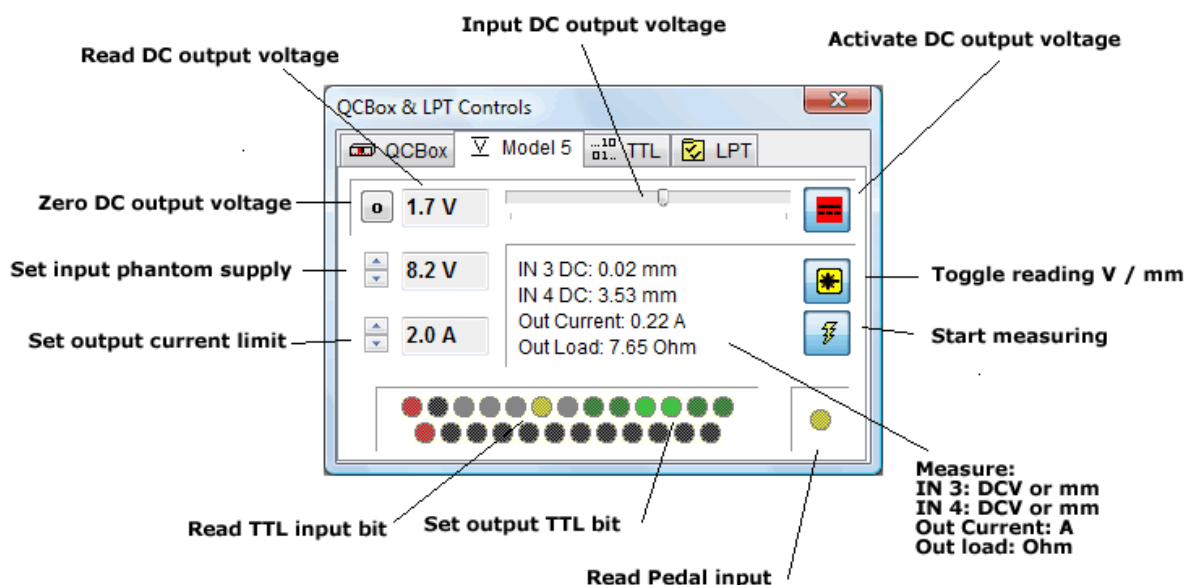 Input DC output voltage
Activate DC output voltage
Read DC output voltage
QCBox & LPT Controls
QCBox
Model 5
...10
01..
TTL
LPT
Zero DC output voltage
o
1.7 V
Set input phantom supply
8.2 V
IN 3 DC: 0.02 mm
IN 4 DC: 3.53 mm
Out Current: 0.22 A
Out Load: 7.65 Ohm
Toggle reading V / mm
Set output current limit
2.0 A
Start measuring
Measure:
IN 3: DCV or mm
IN 4: DCV or mm
Out Current: A
Out load: Ohm
Read TTL input bit
Set output TTL bit
Read Pedal input